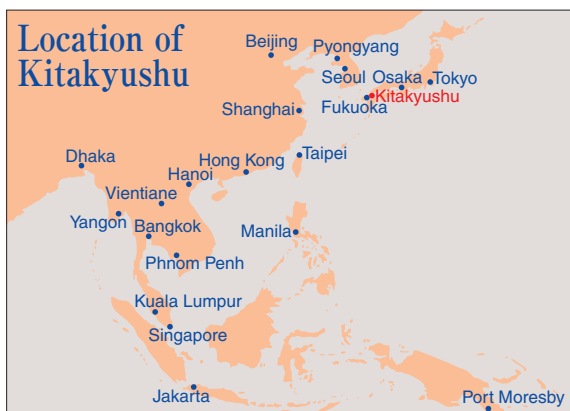 Location of
Kitakyushu
Beijing
Pyongyang
Seoul
Osaka
Tokyo
Kitakyushu
Fukuoka
Shanghai
Taipei
Hong Kong
Dhaka
Hanoi
Vientiane
Yangon
Bangkok
Manila
Phnom Penh
Kuala Lumpur
Singapore
Jakarta
Port Moresby